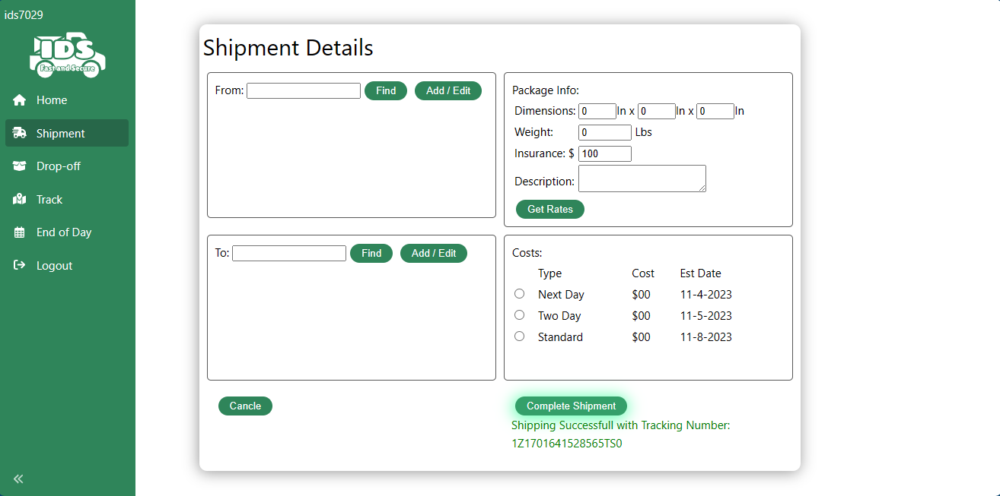 ids7029
IDS
Fast and Secure
Home
Shipment
Drop-off
Track
End of Day
Logout
Shipment Details
From: Find Add / Edit
Package Info:
Dimensions: 0 In x 0 In x 0 In
Weight: 0 Lbs
Insurance: $ 100
Description:
Get Rates
To: Find Add / Edit
Costs:
Type Cost Est Date
Next Day $00 11-4-2023
Two Day $00 11-5-2023
Standard $00 11-8-2023
Cancle
Complete Shipment
Shipping Successfull with Tracking Number:
1Z1701641528565TS0